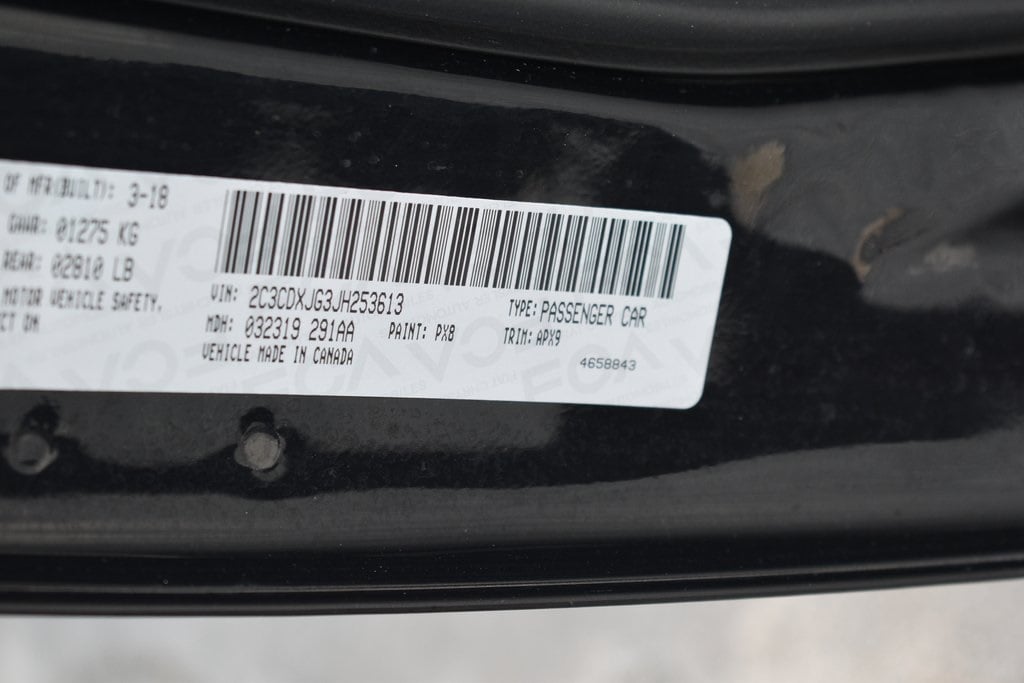 OF MFR(BUILT): 3-18
GAWR: 01275 KG
REAR: 02810 LB
MOTOR VEHICLE SAFETY,
CT ON
VIN: 2C3CDXJG3JH253613
TYPE: PASSENGER CAR
MDH: 032319 291AA
PAINT: PX8
TRIM: APX9
VEHICLE MADE IN CANADA
4658843